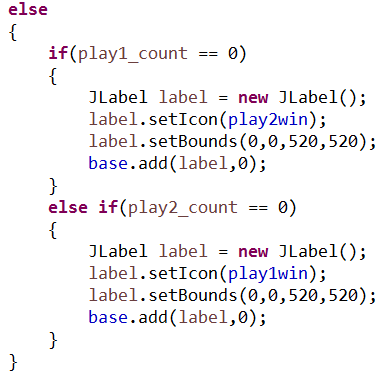 else
{
    if(play1_count == 0)
    {
        JLabel label = new JLabel();
        label.setIcon(play2win);
        label.setBounds(0,0,520,520);
        base.add(label,0);
    }
    else if(play2_count == 0)
    {
        JLabel label = new JLabel();
        label.setIcon(play1win);
        label.setBounds(0,0,520,520);
        base.add(label,0);
    }
}